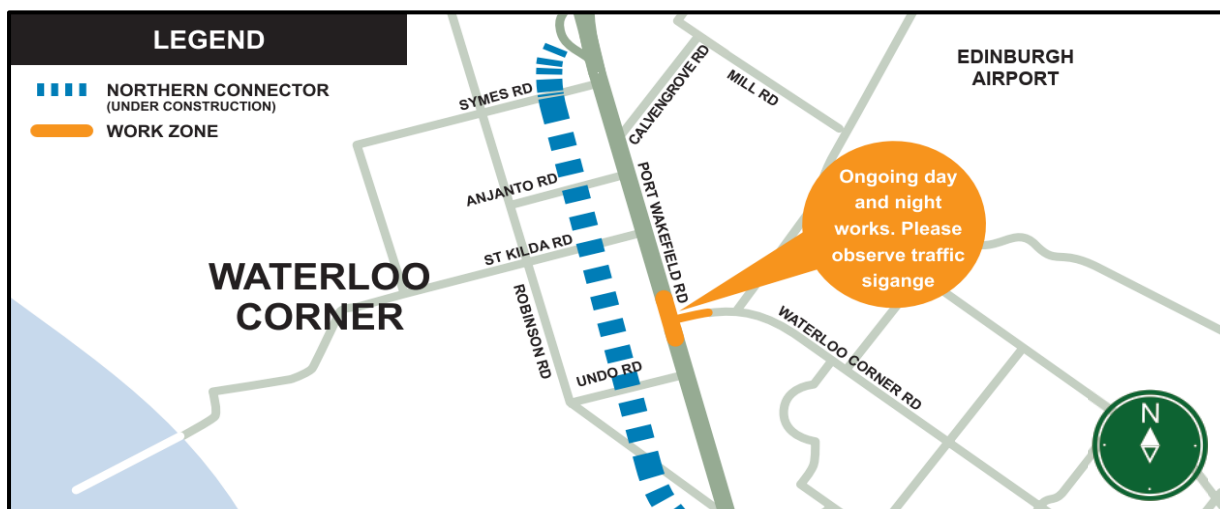 LEGEND
NORTHERN CONNECTOR
(UNDER CONSTRUCTION)
WORK ZONE
EDINBURGH
AIRPORT
SYMES RD
CALVENGROVE RD
MILL RD
ANJANTO RD
PORT WAKEFIELD RD
Ongoing day
and night
works. Please
observe traffic
sigange
ST KILDA RD
WATERLOO
CORNER
ROBINSON RD
WATERLOO CORNER RD
UNDO RD
N